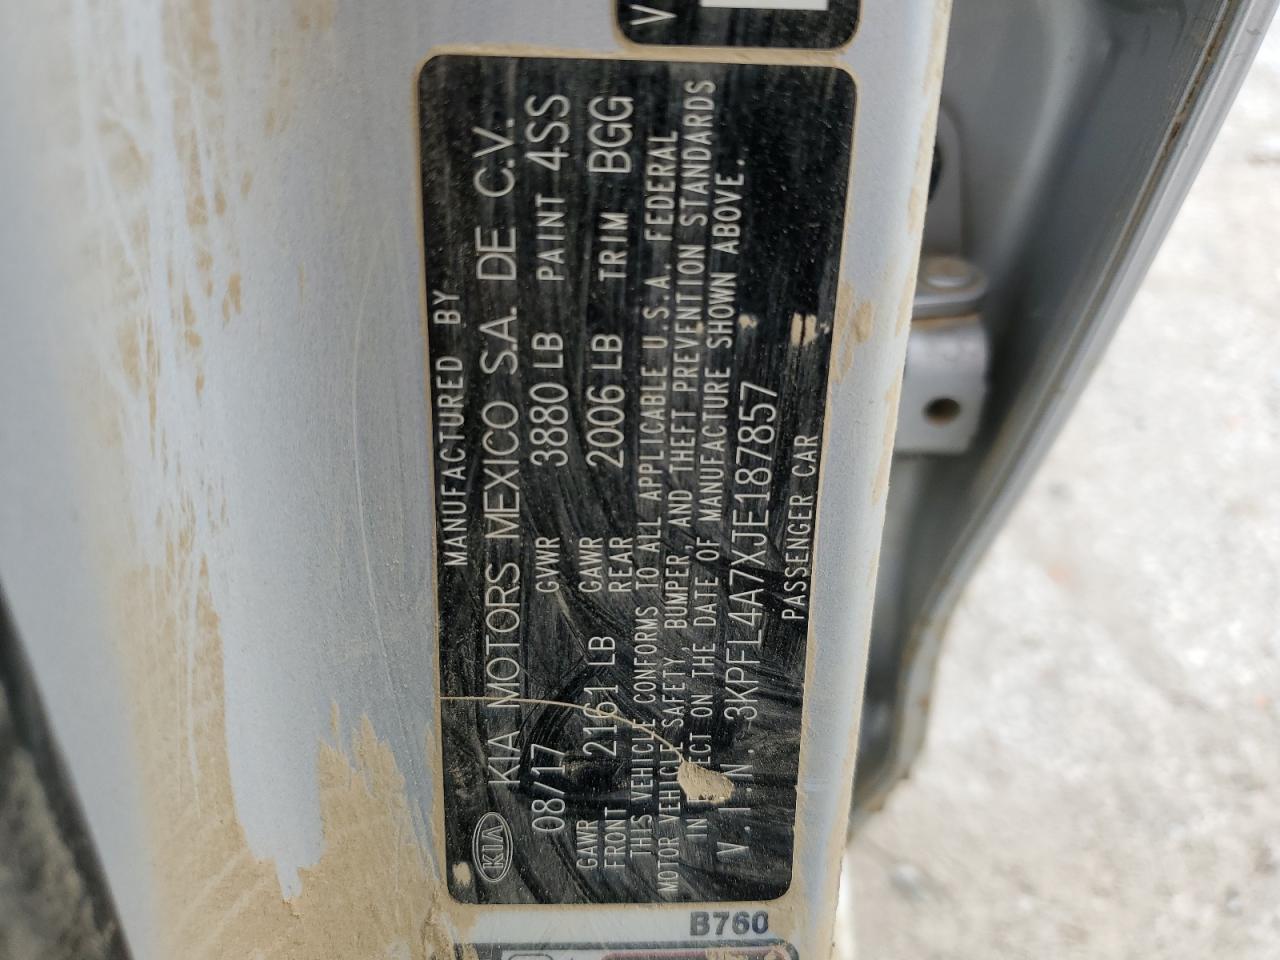 MANUFACTURED BY
KIA KIA MOTORS MEXICO S.A. DE C.V.
08/17 GVWR 3880 LB PAINT 4SS
GAWR FRONT 2161 LB GAWR REAR 2006 LB TRIM BGG
THIS VEHICLE CONFORMS TO ALL APPLICABLE U.S.A. FEDERAL
MOTOR VEHICLE SAFETY, BUMPER, AND THEFT PREVENTION STANDARDS
IN EFFECT ON THE DATE OF MANUFACTURE SHOWN ABOVE.
V.I.N. 3KPFL4A7XJE187857
PASSENGER CAR
B760
V